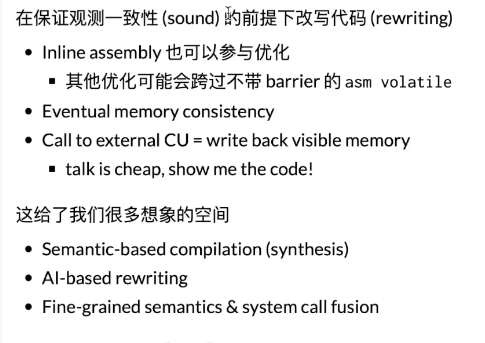 在保证观测一致性 (sound) 的前提下改写代码 (rewriting)
• Inline assembly 也可以参与优化
▪ 其他优化可能会跨过不带 barrier 的 asm volatile
• Eventual memory consistency
• Call to external CU = write back visible memory
▪ talk is cheap, show me the code!
这给了我们很多想象的空间
• Semantic-based compilation (synthesis)
• AI-based rewriting
• Fine-grained semantics & system call fusion